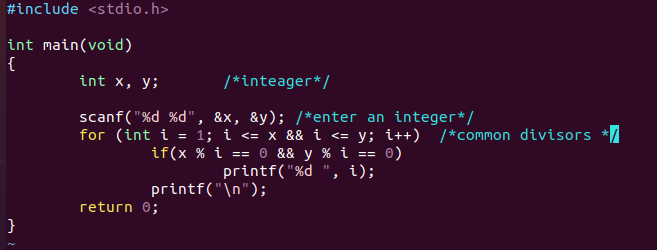 #include <stdio.h>

int main(void)
{
        int x, y;        /*inteager*/

        scanf("%d %d", &x, &y); /*enter an integer*/
        for (int i = 1; i <= x && i <= y; i++)  /*common divisors */
                if(x % i == 0 && y % i == 0)
                        printf("%d ", i);
                printf("\n");
        return 0;
}
~